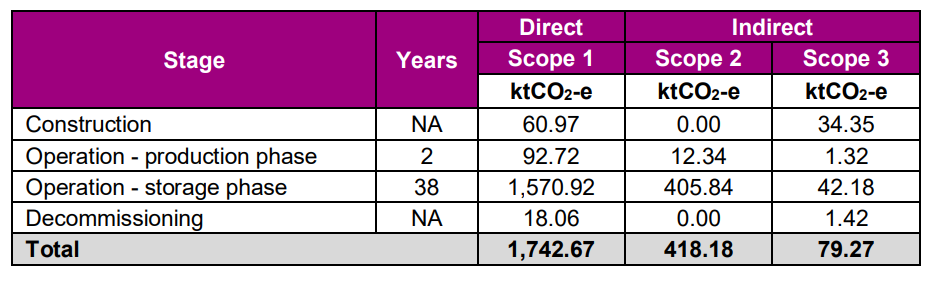 Direct Indirect
Stage Years Scope 1 Scope 2 Scope 3
ktCO₂-e ktCO₂-e ktCO₂-e
Construction NA 60.97 0.00 34.35
Operation - production phase 2 92.72 12.34 1.32
Operation - storage phase 38 1,570.92 405.84 42.18
Decommissioning NA 18.06 0.00 1.42
Total 1,742.67 418.18 79.27